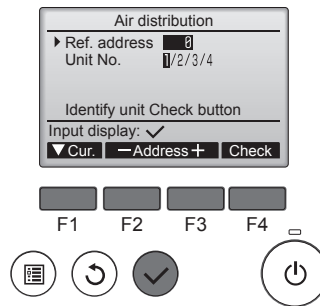 Air distribution
Ref. address 0
Unit No. 1/2/3/4
Identify unit Check button
Input display: ✓
▼Cur. −Address+ Check
F1 F2 F3 F4